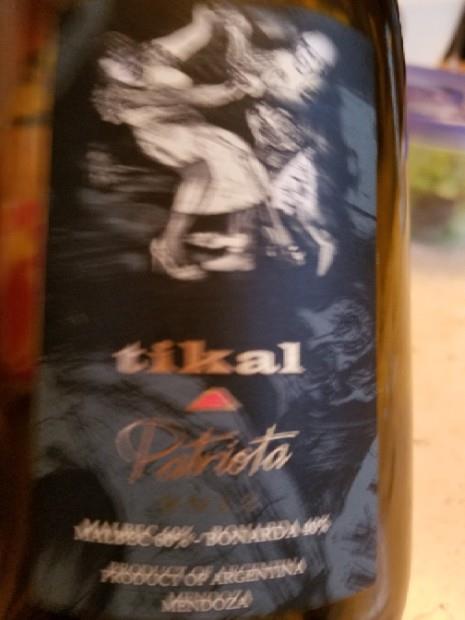 tikal
Patriota
MALBEC 60% - BONARDA 40%
PRODUCT OF ARGENTINA
MENDOZA